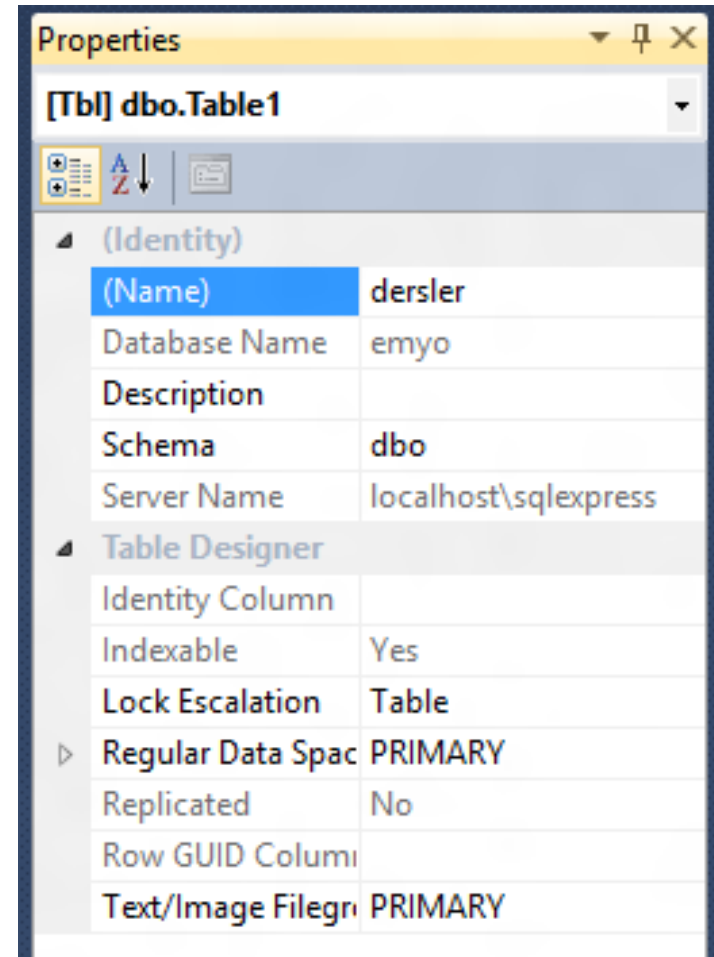 Properties
[Tbl] dbo.Table1
(Identity)
(Name) dersler
Database Name emyo
Description
Schema dbo
Server Name localhost\sqlexpress
Table Designer
Identity Column
Indexable Yes
Lock Escalation Table
Regular Data Spac PRIMARY
Replicated No
Row GUID Colum
Text/Image Filegr PRIMARY